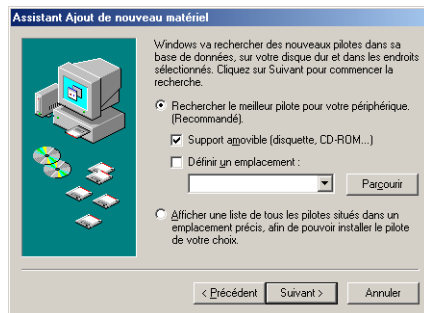 Assistant Ajout de nouveau matériel
Windows va rechercher des nouveaux pilotes dans sa
base de données, sur votre disque dur et dans les endroits
sélectionnés. Cliquez sur Suivant pour commencer la
recherche.
Rechercher le meilleur pilote pour votre périphérique.
(Recommandé).
Support amovible (disquette, CD-ROM...)
Définir un emplacement :
Parcourir
Afficher une liste de tous les pilotes situés dans un
emplacement précis, afin de pouvoir installer le pilote
de votre choix.
< Précédent
Suivant >
Annuler